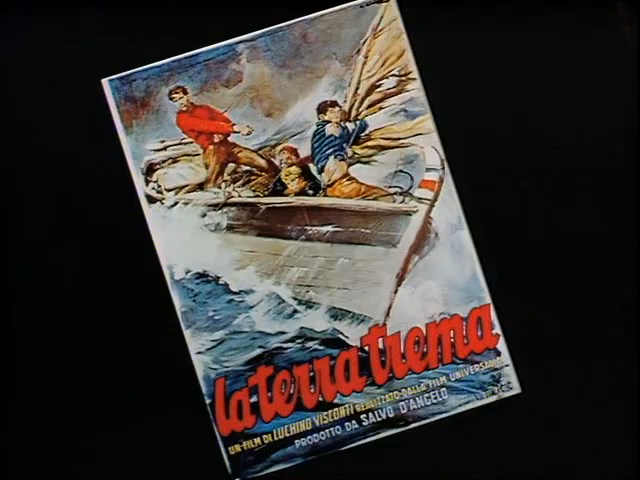 la terra trema
UN FILM DI LUCHINO VISCONTI REALIZZATO DALLA FILM UNIVERSALIA
PRODOTTO DA SALVO D'ANGELO